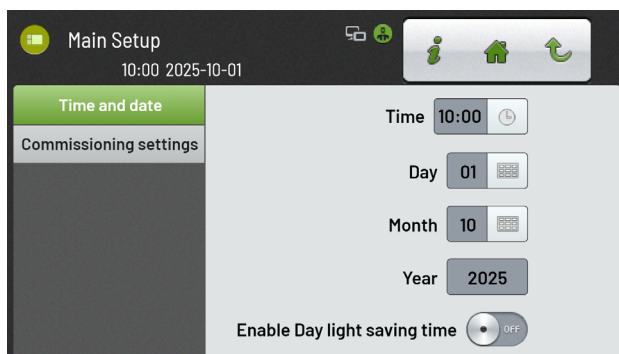 Main Setup
10:00 2025-10-01
Time and date
Commissioning settings
Time 10:00
Day 01
Month 10
Year 2025
Enable Day light saving time OFF